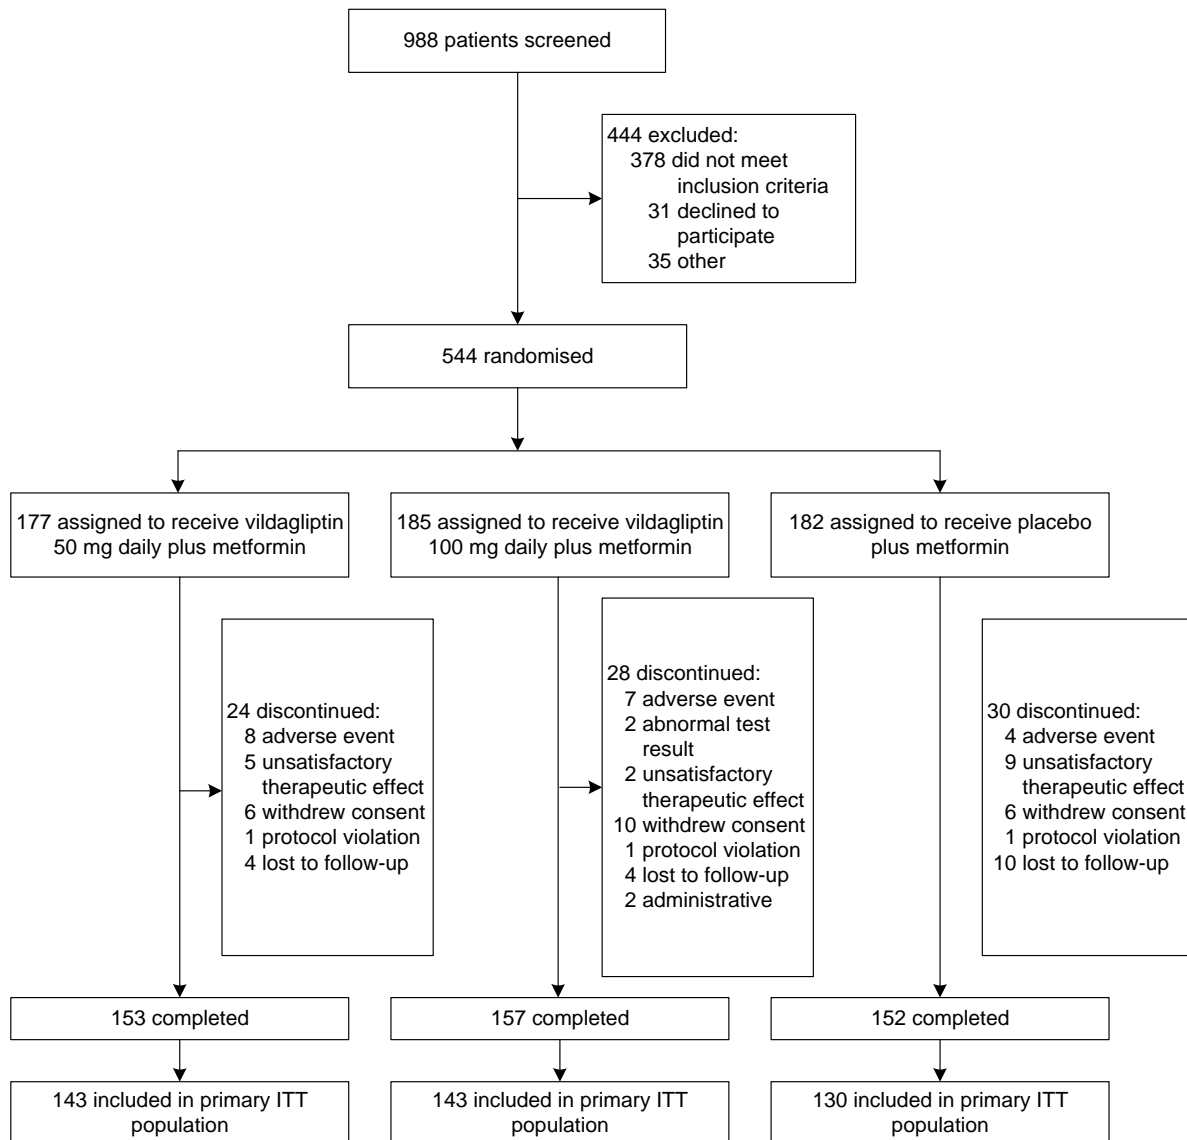 988 patients screened
444 excluded:
378 did not meet
inclusion criteria
31 declined to
participate
35 other
544 randomised
177 assigned to receive vildagliptin
50 mg daily plus metformin
185 assigned to receive vildagliptin
100 mg daily plus metformin
182 assigned to receive placebo
plus metformin
24 discontinued:
8 adverse event
5 unsatisfactory
therapeutic effect
6 withdrew consent
1 protocol violation
4 lost to follow-up
28 discontinued:
7 adverse event
2 abnormal test
result
2 unsatisfactory
therapeutic effect
10 withdrew consent
1 protocol violation
4 lost to follow-up
2 administrative
30 discontinued:
4 adverse event
9 unsatisfactory
therapeutic effect
6 withdrew consent
1 protocol violation
10 lost to follow-up
153 completed
157 completed
152 completed
143 included in primary ITT
population
143 included in primary ITT
population
130 included in primary ITT
population